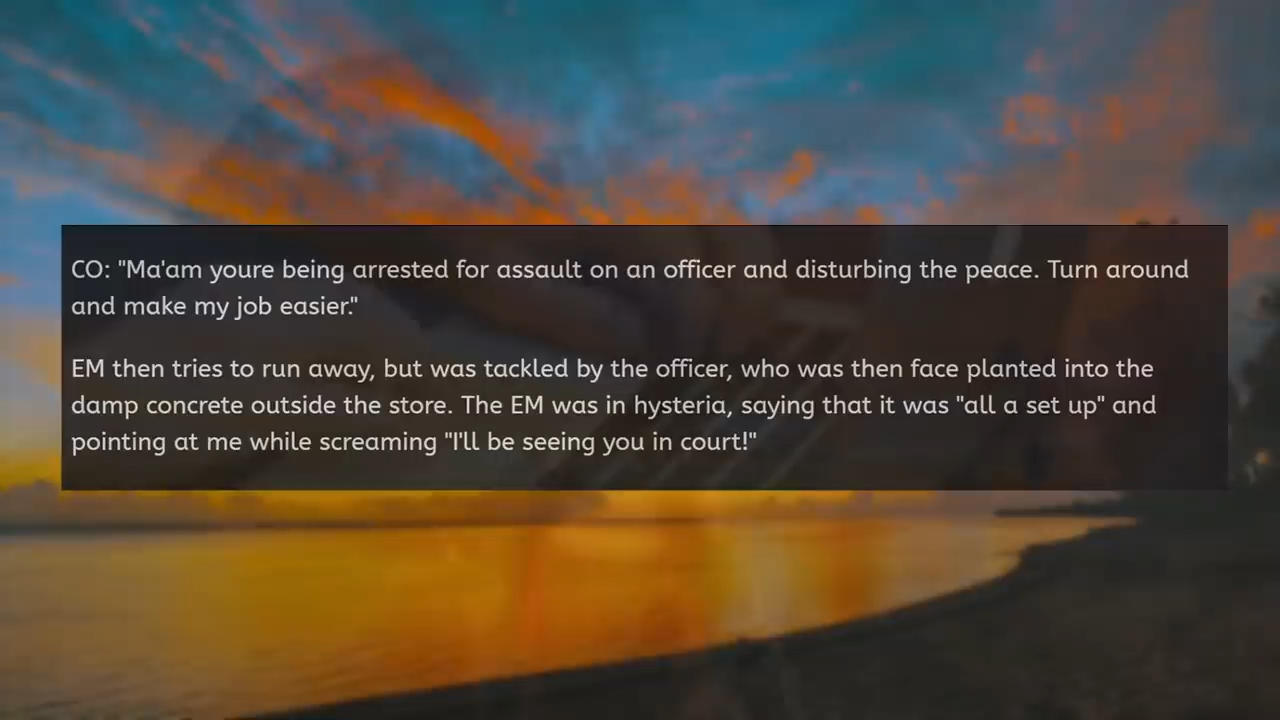 CO: "Ma'am youre being arrested for assault on an officer and disturbing the peace. Turn around
and make my job easier."
EM then tries to run away, but was tackled by the officer, who was then face planted into the
damp concrete outside the store. The EM was in hysteria, saying that it was "all a set up" and
pointing at me while screaming "I'll be seeing you in court!"